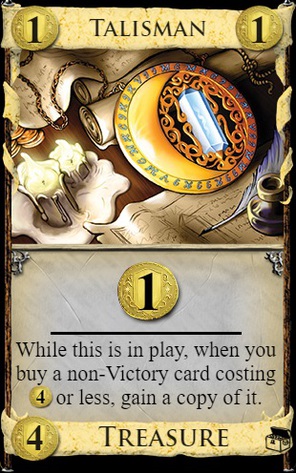 1 TALISMAN 1
1
While this is in play, when you
buy a non-Victory card costing
4 or less, gain a copy of it.
4 TREASURE